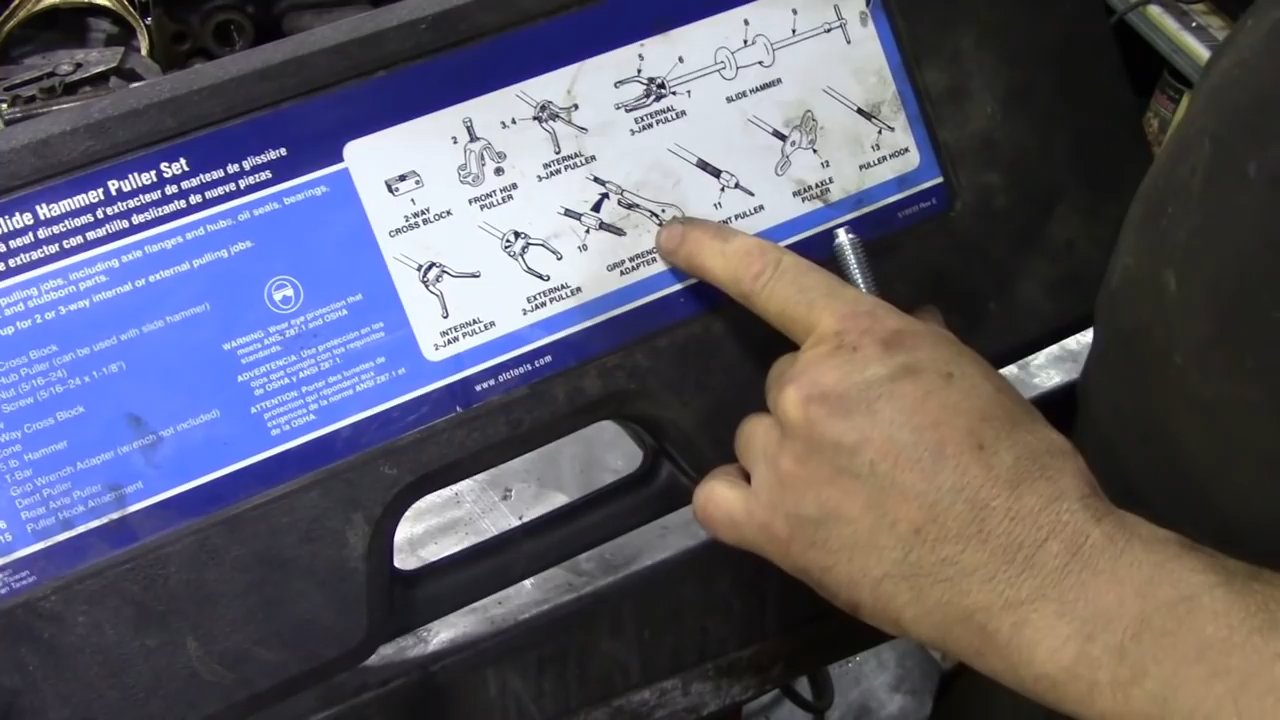 Slide Hammer Puller Set
à neuf directions d'extracteur de marteau de glissière
e extractor con martillo deslizante de nueve piezas
pulling jobs, including axle flanges and hubs, oil seals, bearings,
and stubborn parts.
up for 2 or 3-way internal or external pulling jobs.
Cross Block
Hub Puller (can be used with slide hammer)
Nut (5/16–24)
Screw (5/16–24 x 1-1/8")
Way Cross Block
Cone
5 lb. Hammer
T-Bar
Grip Wrench Adapter (wrench not included)
Dent Puller
Rear Axle Puller
15 Puller Hook Attachment
Taiwan
WARNING: Wear eye protection that
meets ANSI Z87.1 and OSHA
standards.
ADVERTENCIA: Use protección en los
ojos que cumpla con los requisitos
de OSHA y ANSI Z87.1.
ATTENTION: Porter des lunettes de
protection qui répondent aux
exigences de la norme ANSI Z87.1 et
de la OSHA.
1
2-WAY
CROSS BLOCK
2
FRONT HUB
PULLER
3, 4
INTERNAL
3-JAW PULLER
5
6
7
EXTERNAL
3-JAW PULLER
8
9
SLIDE HAMMER
INTERNAL
2-JAW PULLER
EXTERNAL
2-JAW PULLER
10
GRIP WRENC
ADAPTER
11
ENT PULLER
12
REAR AXLE
PULLER
13
PULLER HOOK
www.otctools.com